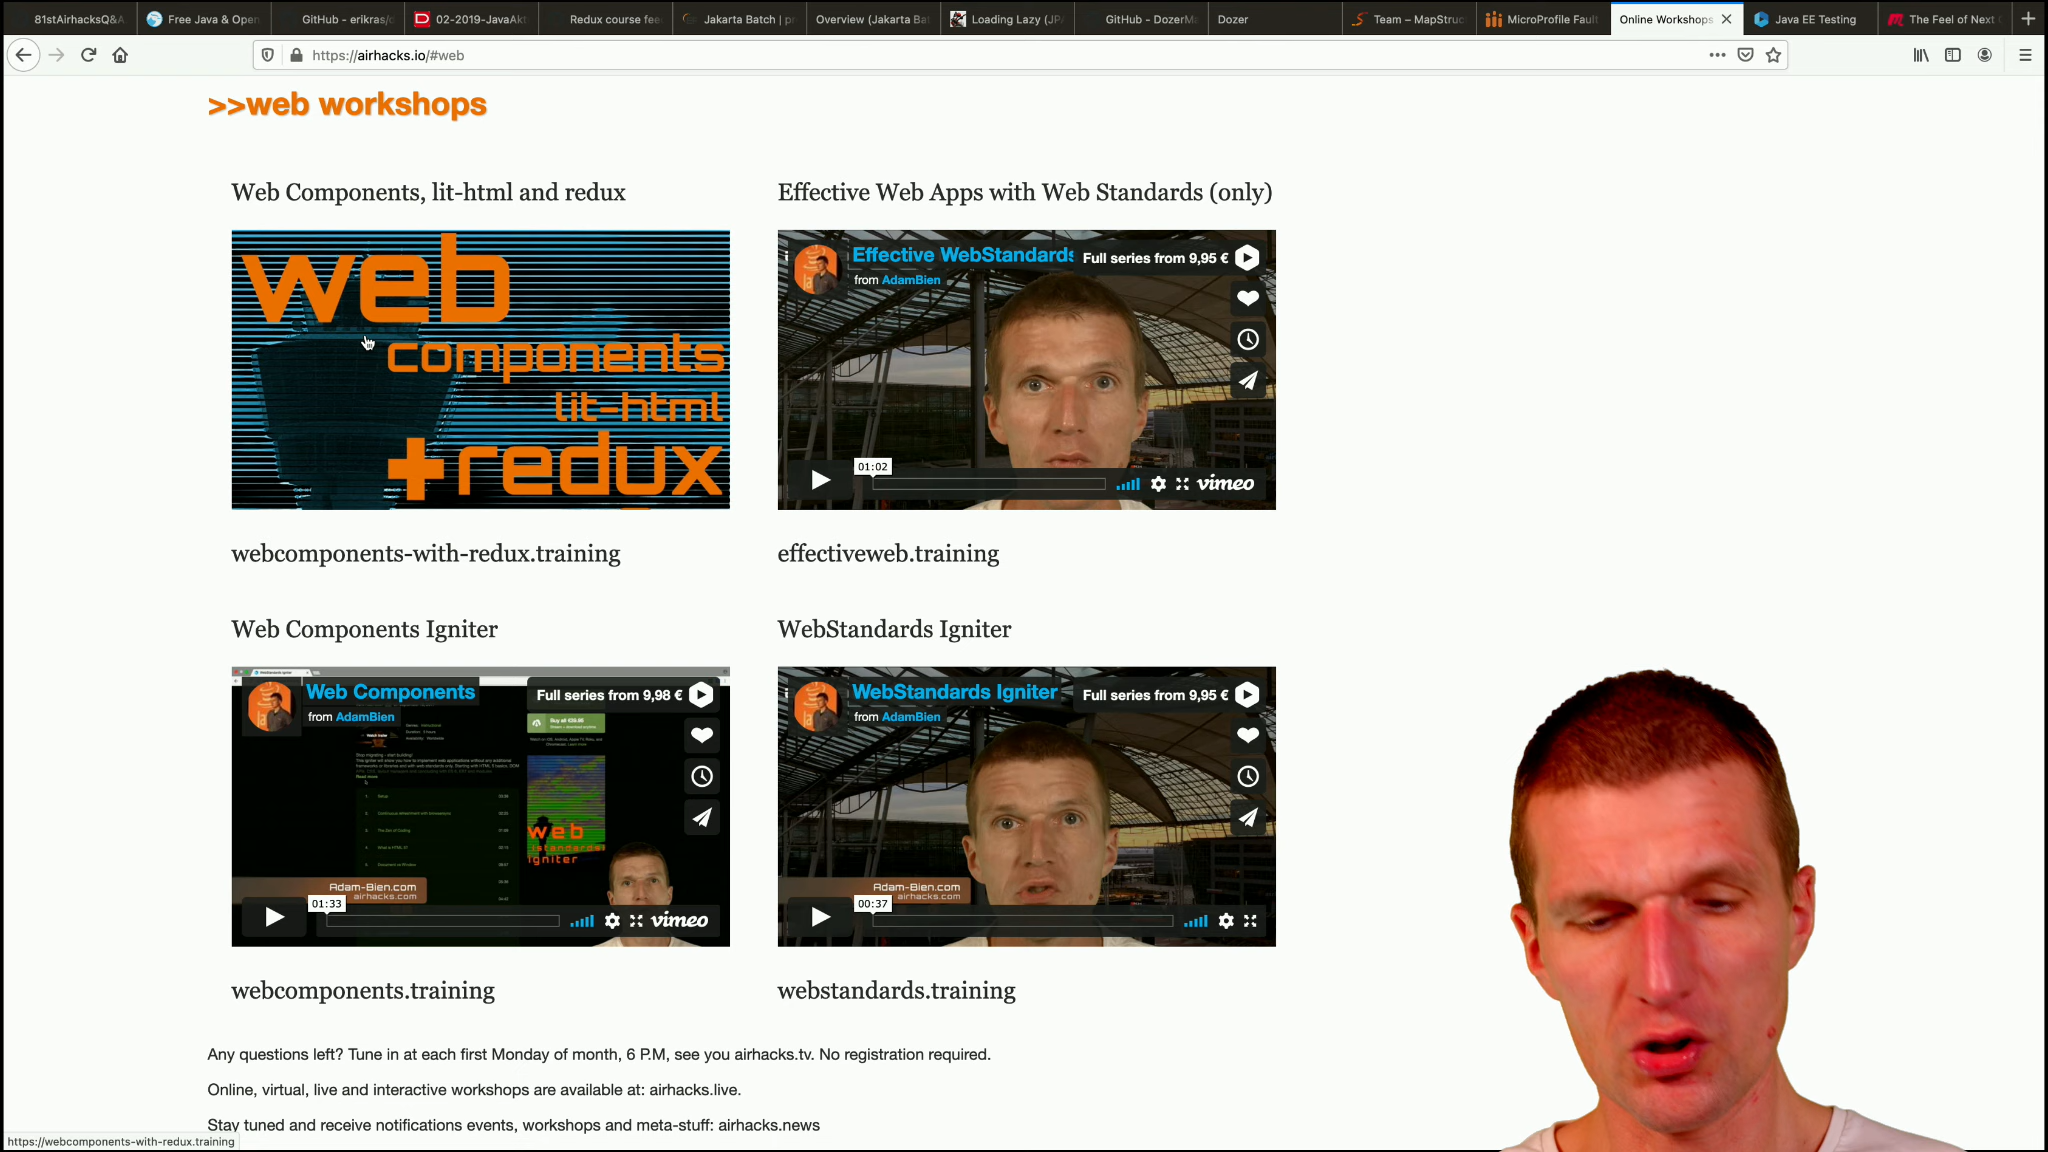 81stAirhacksQ&A
Free Java & Open
GitHub - erikras/
02-2019-JavaAkt
Redux course fee
Jakarta Batch | pr
Overview (Jakarta Bat
Loading Lazy (JPA
GitHub - DozerMa
Dozer
Team – MapStruc
MicroProfile Fault
Online Workshops
Java EE Testing
The Feel of Next
https://airhacks.io/#web
>>web workshops
Web Components, lit-html and redux
web
components
lit-html
+redux
webcomponents-with-redux.training
Effective Web Apps with Web Standards (only)
Effective WebStandards
Full series from 9,95 €
from AdamBien
01:02
vimeo
effectiveweb.training
Web Components Igniter
Web Components
Full series from 9,98 €
from AdamBien
web
standards
igniter
Adam-Bien.com
airhacks.com
01:33
vimeo
webcomponents.training
WebStandards Igniter
WebStandards Igniter
Full series from 9,95 €
from AdamBien
Adam-Bien.com
airhacks.com
00:37
webstandards.training
Any questions left? Tune in at each first Monday of month, 6 P.M, see you airhacks.tv. No registration required.
Online, virtual, live and interactive workshops are available at: airhacks.live.
Stay tuned and receive notifications events, workshops and meta-stuff: airhacks.news
https://webcomponents-with-redux.training